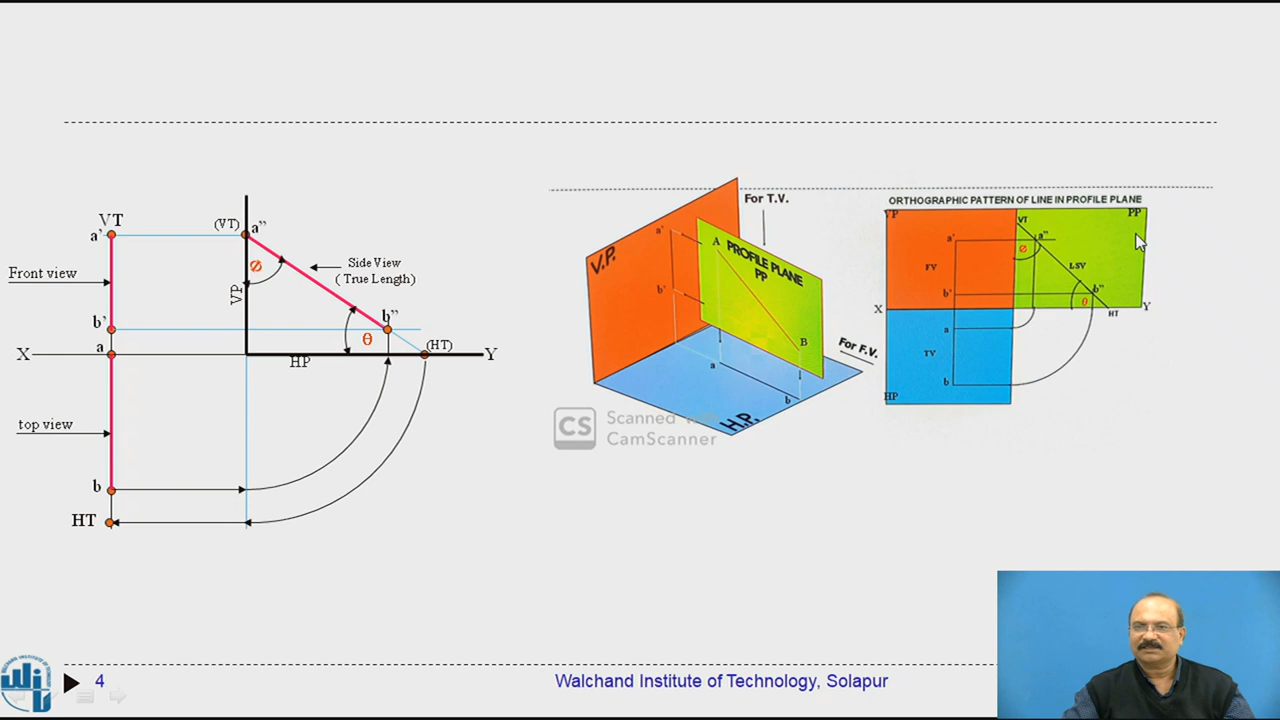 VT
a'
(VT)
a”
Front view
Ø
VP
Side View
( True Length)
b'
b”
θ
(HT)
X
a
HP
Y
top view
b
HT
For T.V.
V.P.
a'
A
PROFILE PLANE
PP
b'
B
For F.V.
a
b
H.P.
CS
Scanned with
CamScanner
ORTHOGRAPHIC PATTERN OF LINE IN PROFILE PLANE
VP
PP
VT
a'
a”
Ø
FV
LSV
b'
b”
θ
X
Y
HT
a
TV
b
HP
4
Walchand Institute of Technology, Solapur